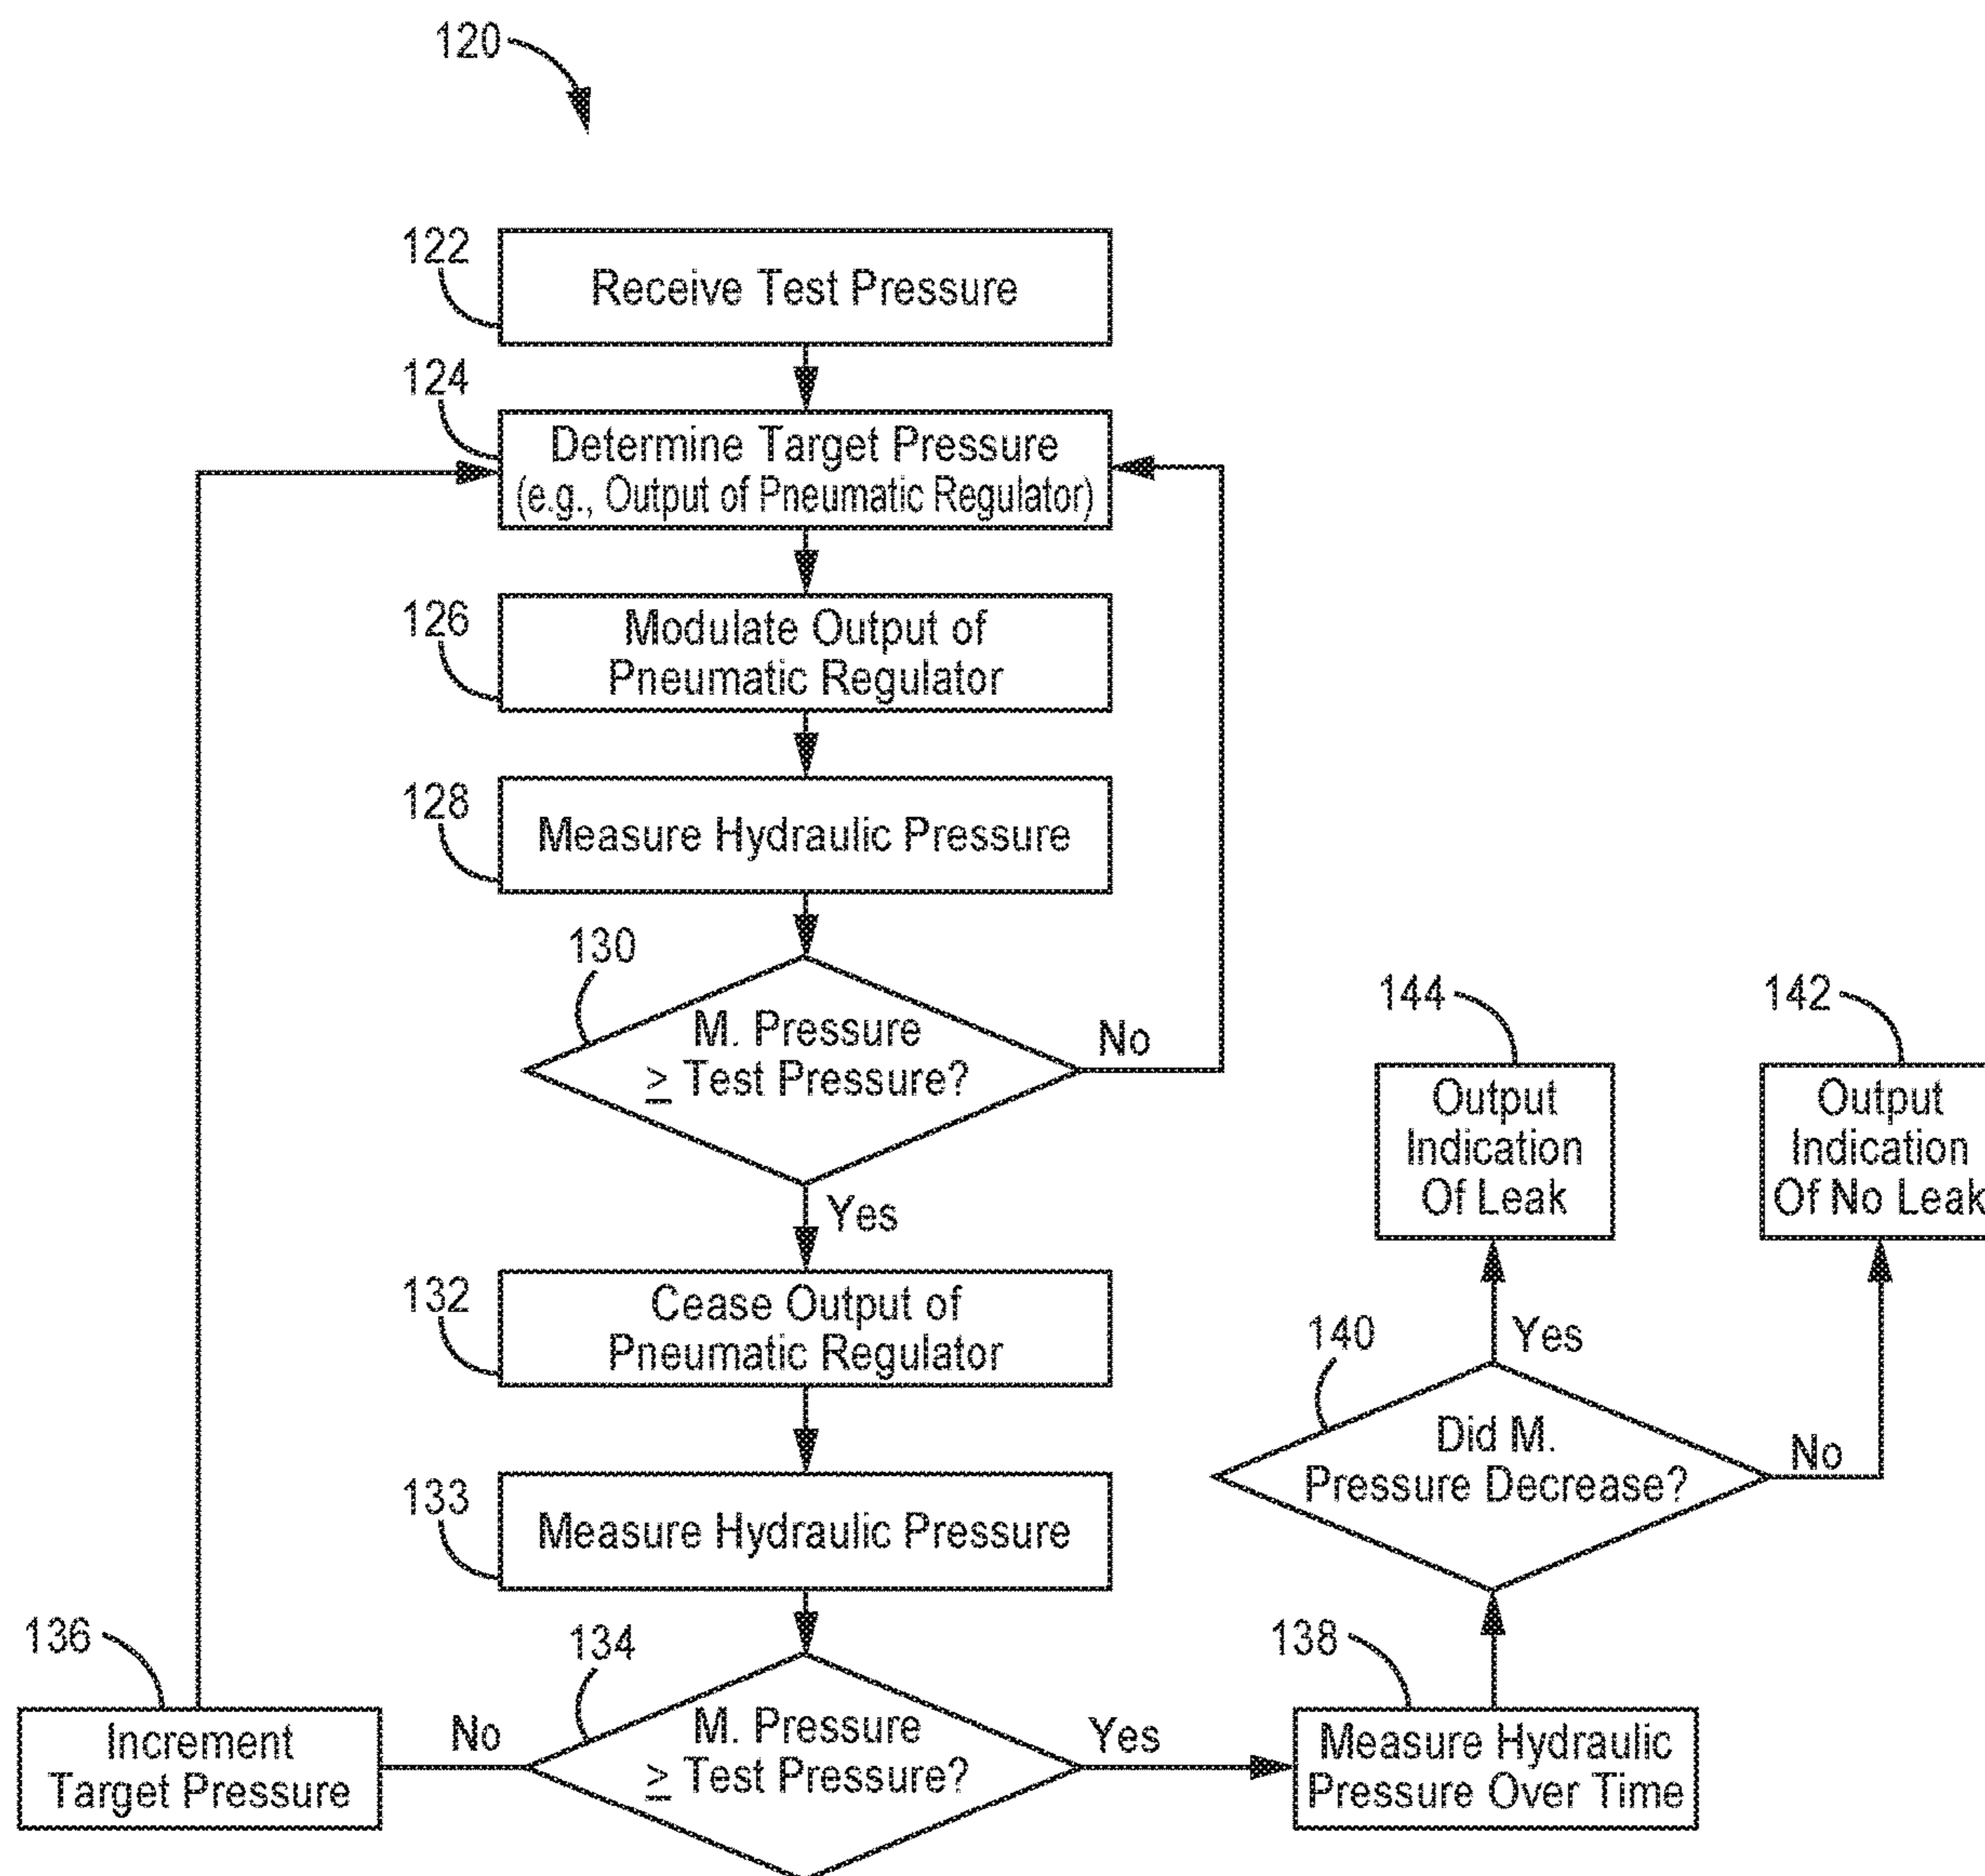 120
122
Receive Test Pressure
124
Determine Target Pressure
(e.g., Output of Pneumatic Regulator)
126
Modulate Output of
Pneumatic Regulator
128
Measure Hydraulic Pressure
130
M. Pressure
≥ Test Pressure?
No
Yes
132
Cease Output of
Pneumatic Regulator
133
Measure Hydraulic Pressure
134
M. Pressure
≥ Test Pressure?
No
Yes
136
Increment
Target Pressure
138
Measure Hydraulic
Pressure Over Time
140
Did M.
Pressure Decrease?
Yes
No
144
Output
Indication
Of Leak
142
Output
Indication
Of No Leak